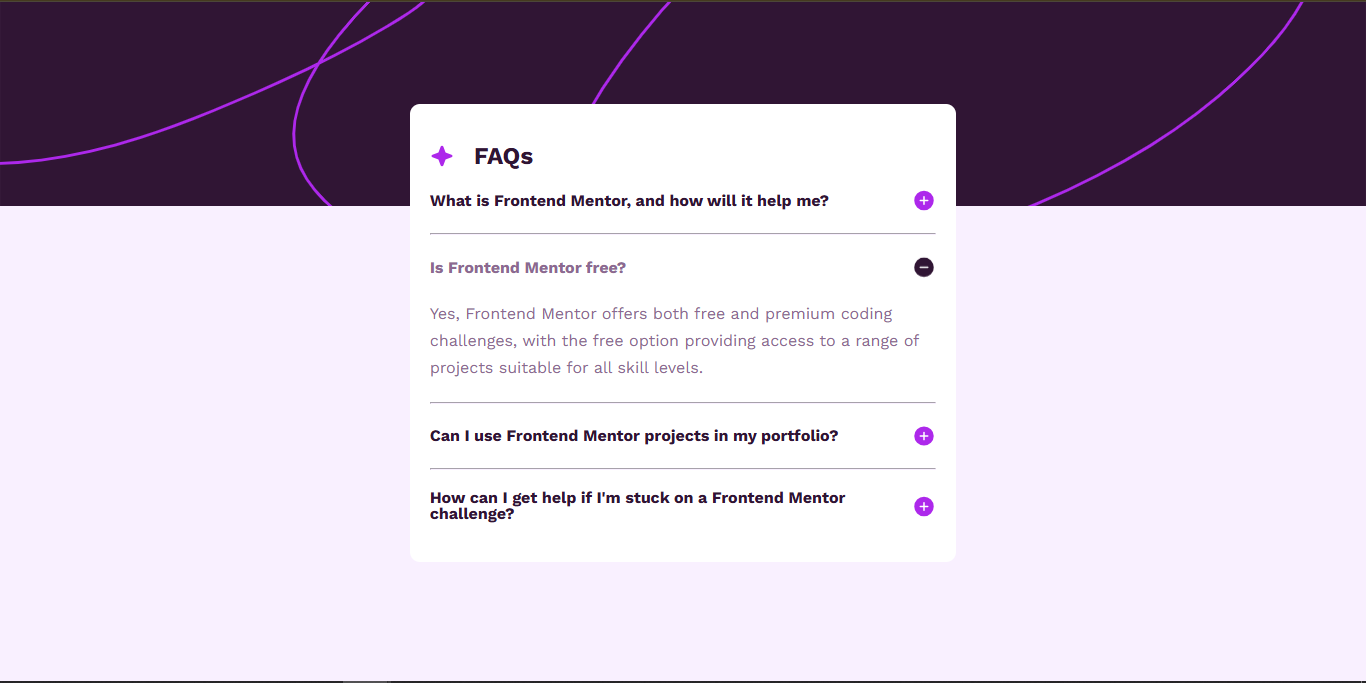 FAQs
What is Frontend Mentor, and how will it help me?
Is Frontend Mentor free?
Yes, Frontend Mentor offers both free and premium coding
challenges, with the free option providing access to a range of
projects suitable for all skill levels.
Can I use Frontend Mentor projects in my portfolio?
How can I get help if I'm stuck on a Frontend Mentor
challenge?